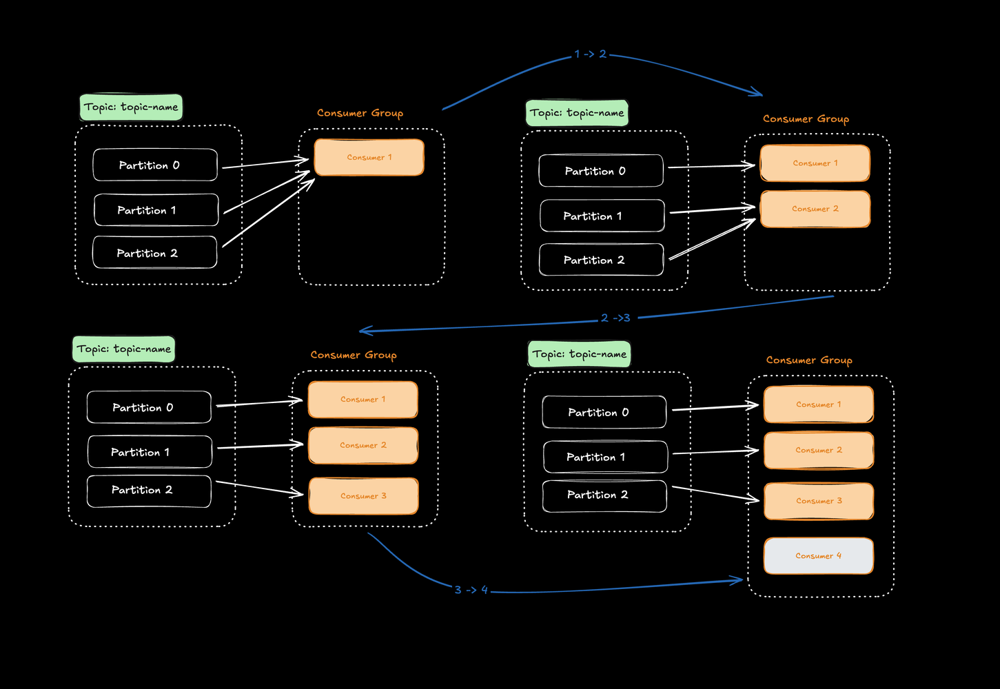 1 -> 2
Topic: topic-name
Consumer Group
Partition 0
Partition 1
Partition 2
Consumer 1
Topic: topic-name
Consumer Group
Partition 0
Partition 1
Partition 2
Consumer 1
Consumer 2
2 ->3
Topic: topic-name
Consumer Group
Partition 0
Partition 1
Partition 2
Consumer 1
Consumer 2
Consumer 3
Topic: topic-name
Consumer Group
Partition 0
Partition 1
Partition 2
Consumer 1
Consumer 2
Consumer 3
Consumer 4
3 -> 4